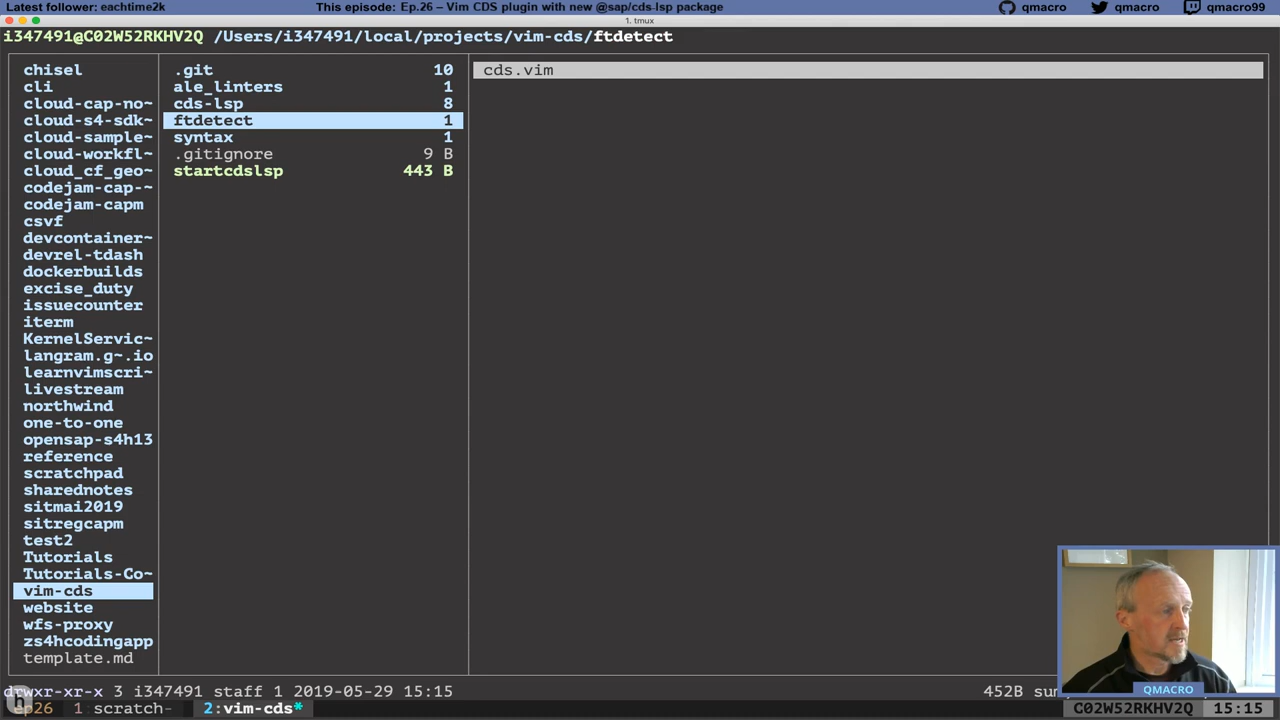 Latest follower: eachtime2k This episode: Ep.26 – Vim CDS plugin with new @sap/cds-lsp package qmacro qmacro qmacro99
1. tmux
i347491@C02W52RKHV2Q /Users/i347491/local/projects/vim-cds/ftdetect
chisel .git 10 cds.vim
cli ale_linters 1
cloud-cap-no~ cds-lsp 8
cloud-s4-sdk~ ftdetect 1
cloud-sample~ syntax 1
cloud-workfl~ .gitignore 9 B
cloud_cf_geo~ startcdslsp 443 B
codejam-cap-~
codejam-capm
csvf
devcontainer~
devrel-tdash
dockerbuilds
excise_duty
issuecounter
iterm
KernelServic~
langram.g~.io
learnvimscri~
livestream
northwind
one-to-one
opensap-s4h13
reference
scratchpad
sharednotes
sitmai2019
sitregcapm
test2
Tutorials
Tutorials-Co~
vim-cds
website
wfs-proxy
zs4hcodingapp
template.md
QMACRO
drwxr-xr-x 3 i347491 staff 1 2019-05-29 15:15 452B
ep26 1 scratch- 2:vim-cds* C02W52RKHV2Q 15:15